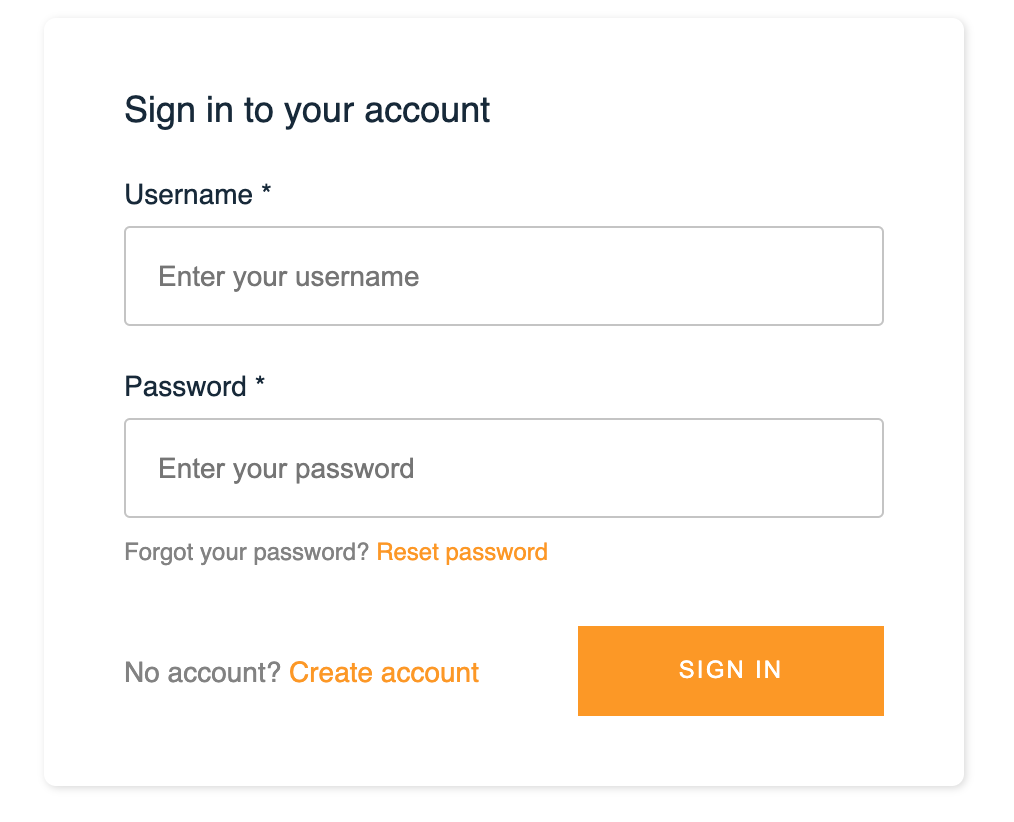 Sign in to your account
Username *
Enter your username
Password *
Enter your password
Forgot your password? Reset password
No account? Create account
SIGN IN